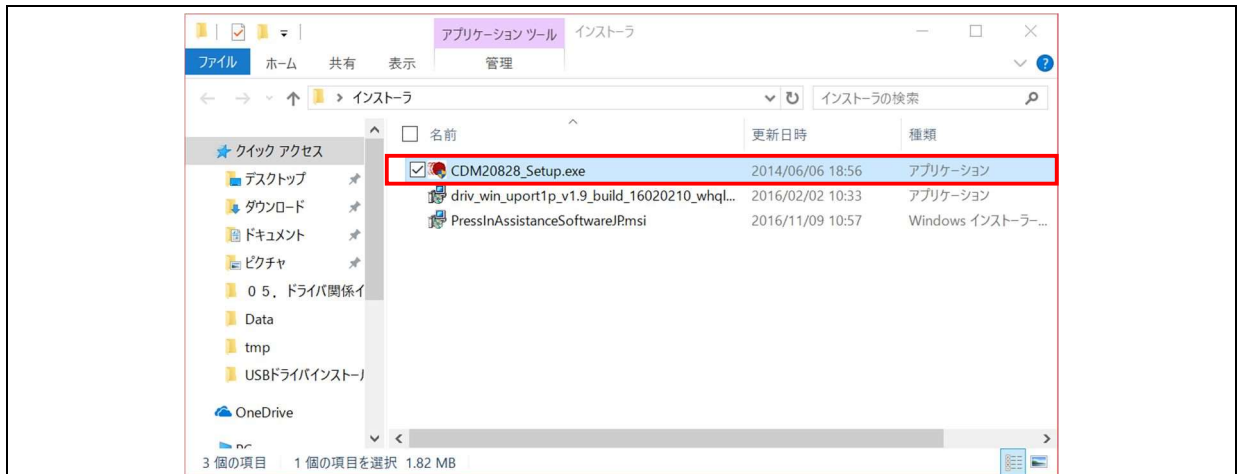 アプリケーション ツール インストーラ
ファイル ホーム 共有 表示 管理
インストーラ インストーラの検索
名前 更新日時 種類
クイック アクセス
CDM20828_Setup.exe 2014/06/06 18:56 アプリケーション
デスクトップ
driv_win_uport1p_v1.9_build_16020210_whql... 2016/02/02 10:33 アプリケーション
ダウンロード
PressInAssistanceSoftwareJP.msi 2016/11/09 10:57 Windows インストーラー...
ドキュメント
ピクチャ
05．ドライバ関係イ
Data
tmp
USBドライバインストール
OneDrive
PC
3 個の項目 1 個の項目を選択 1.82 MB